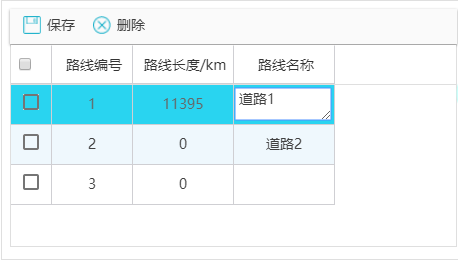 保存 删除
路线编号 路线长度/km 路线名称
1 11395 道路1
2 0 道路2
3 0